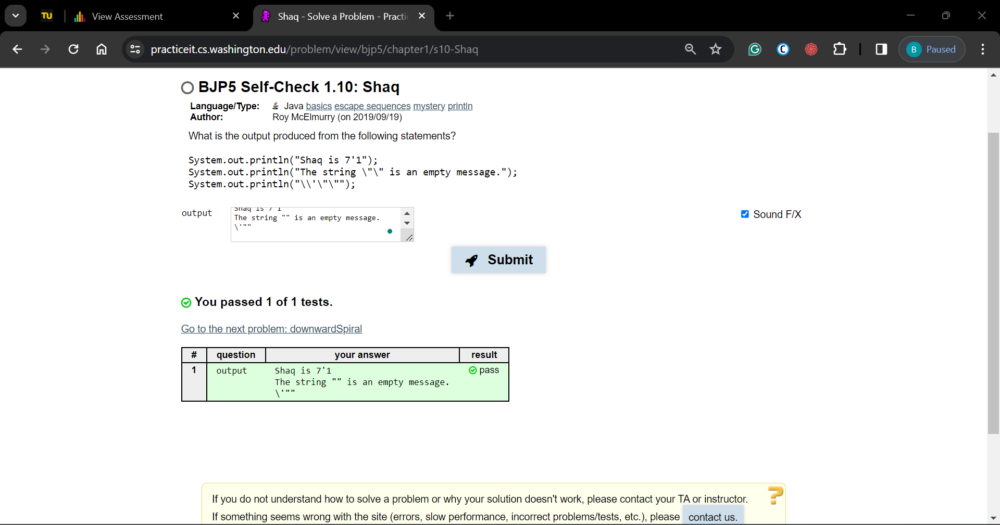 TU
View Assessment
Shaq - Solve a Problem - Practi
practiceit.cs.washington.edu/problem/view/bjp5/chapter1/s10-Shaq
B Paused
BJP5 Self-Check 1.10: Shaq
Language/Type: Java basics escape sequences mystery println
Author: Roy McElmurry (on 2019/09/19)
What is the output produced from the following statements?
System.out.println("Shaq is 7'1");
System.out.println("The string \"\" is an empty message.");
System.out.println("\\'\"\"");
output
Shaq is 7'1
The string "" is an empty message.
\'""
Sound F/X
Submit
You passed 1 of 1 tests.
Go to the next problem: downwardSpiral
# question your answer result
1 output Shaq is 7'1 pass
The string "" is an empty message.
\'""
If you do not understand how to solve a problem or why your solution doesn't work, please contact your TA or instructor.
If something seems wrong with the site (errors, slow performance, incorrect problems/tests, etc.), please contact us.